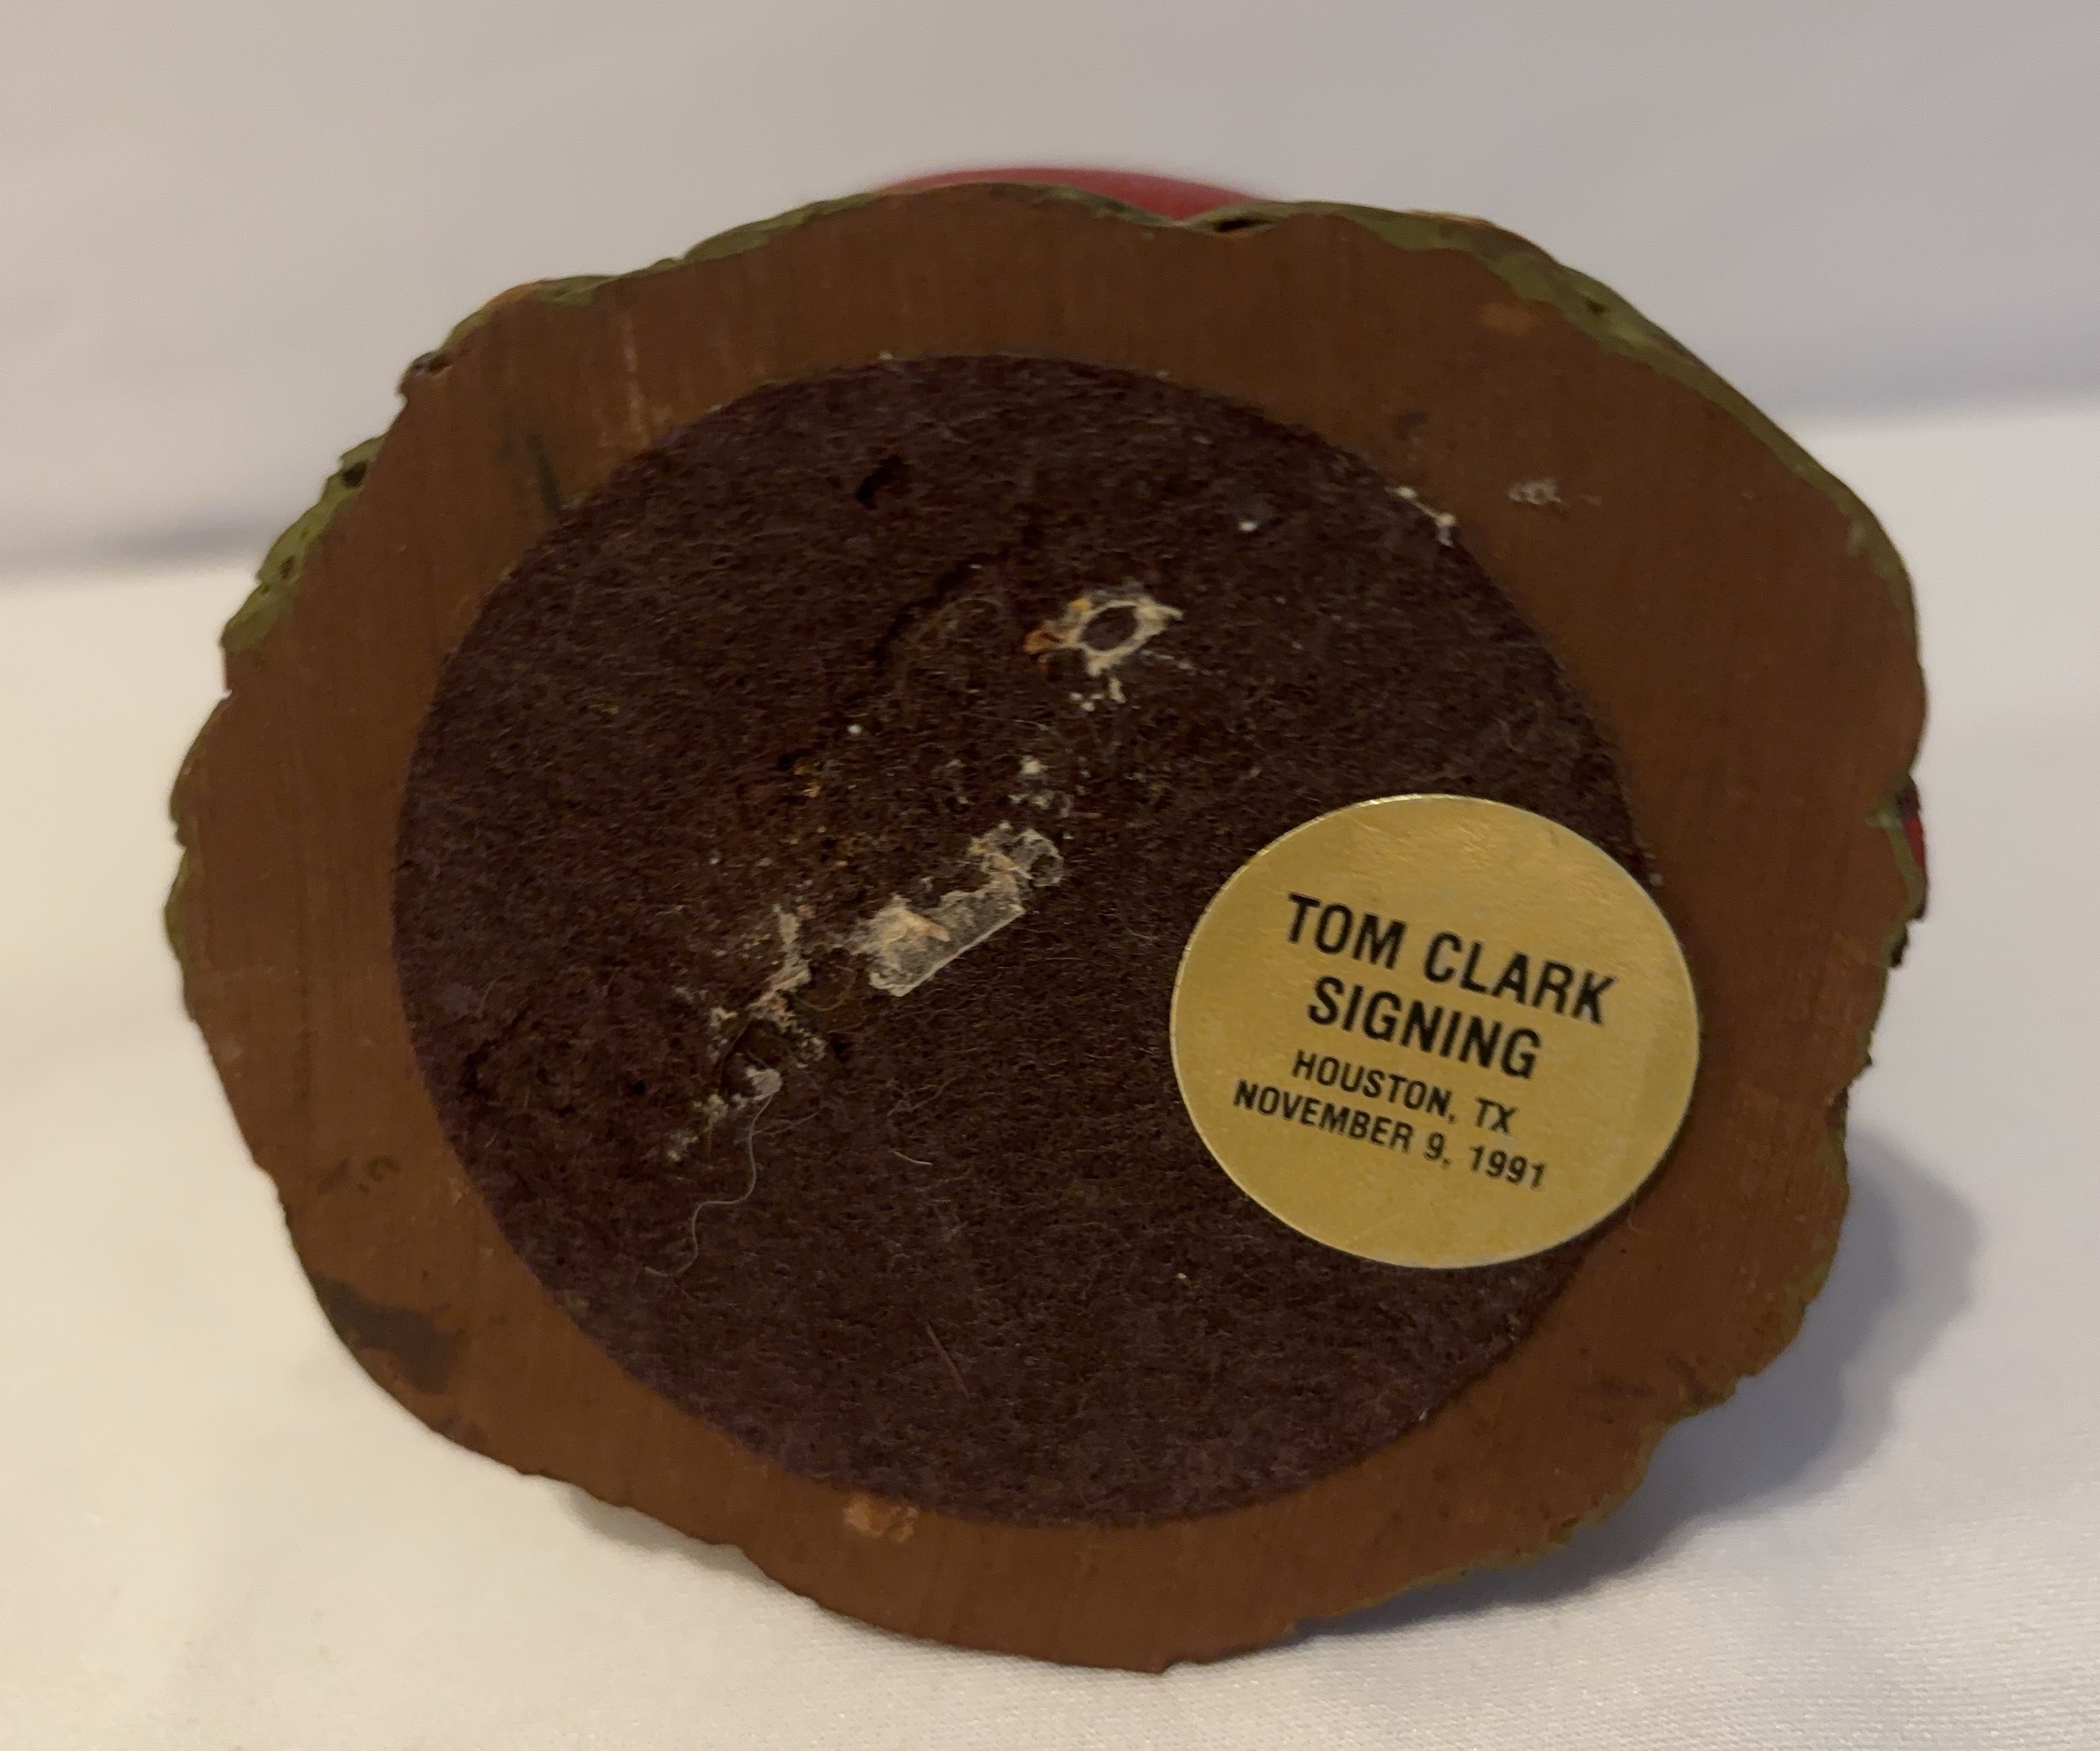 TOM CLARK
SIGNING
HOUSTON, TX
NOVEMBER 9, 1991